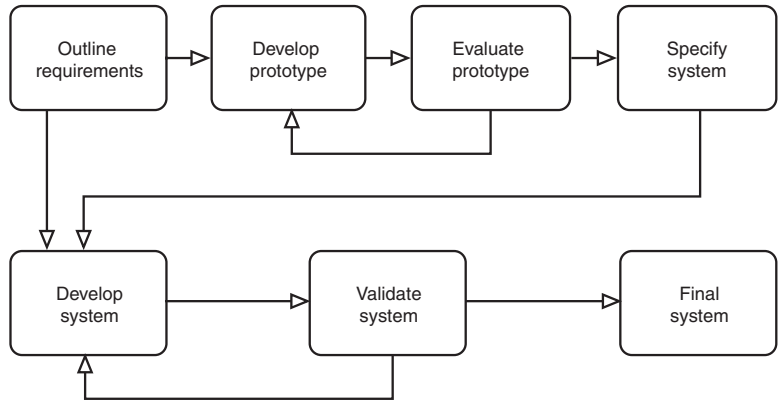 Outline
requirements
Develop
prototype
Evaluate
prototype
Specify
system
Develop
system
Validate
system
Final
system